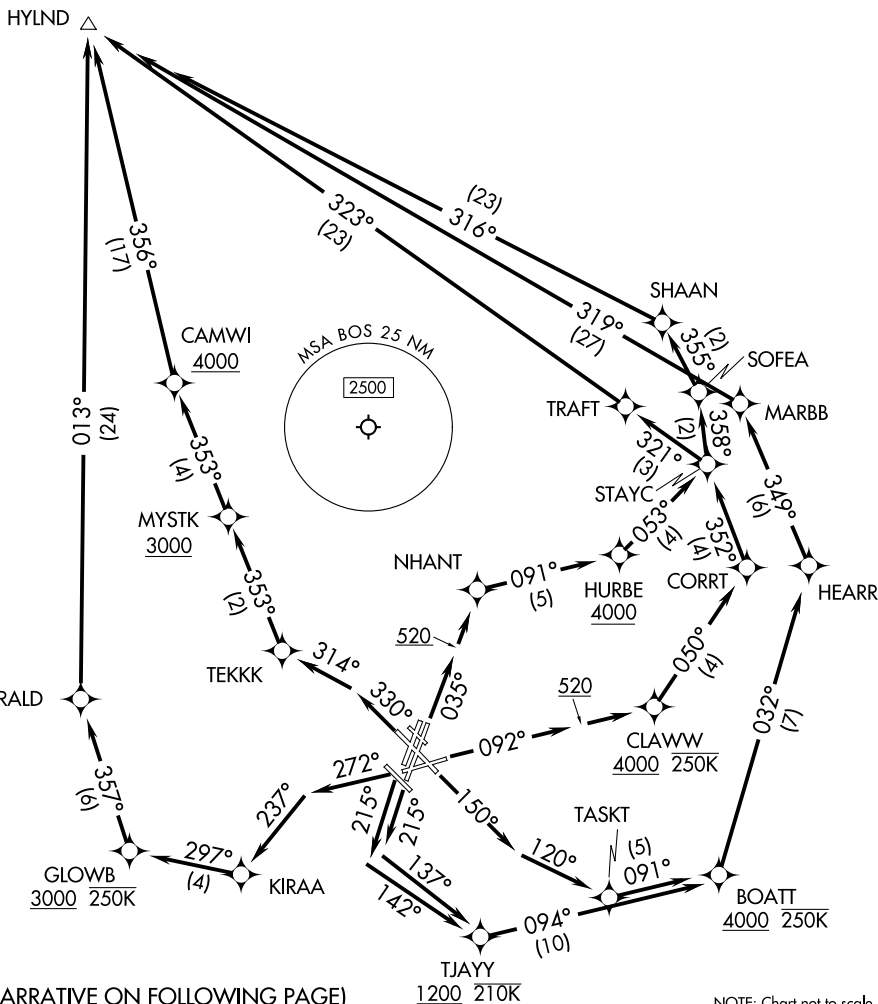 HYLND
(23)
316°
323°
(23)
356°
(17)
SHAAN
319°
(27)
(2)
355°
SOFEA
CAMWI
4000
MSA BOS 25 NM
2500
013°
(24)
TRAFT
MARBB
358°
(2)
321°
(3)
STAYC
353°
(4)
349°
(6)
MYSTK
3000
053°
(4)
352°
(4)
NHANT
091°
(5)
HURBE
4000
CORRT
HEARR
353°
(2)
520
TEKKK
314°
050°
(4)
RALD
330°
035°
520
092°
CLAWW
4000 250K
032°
(7)
272°
357°
(6)
237°
215°
215°
150°
TASKT
120°
(5)
091°
GLOWB
3000 250K
297°
(4)
KIRAA
137°
142°
BOATT
4000 250K
094°
(10)
TJAYY
1200 210K
ARRATIVE ON FOLLOWING PAGE)
NOTE: Chart not to scale